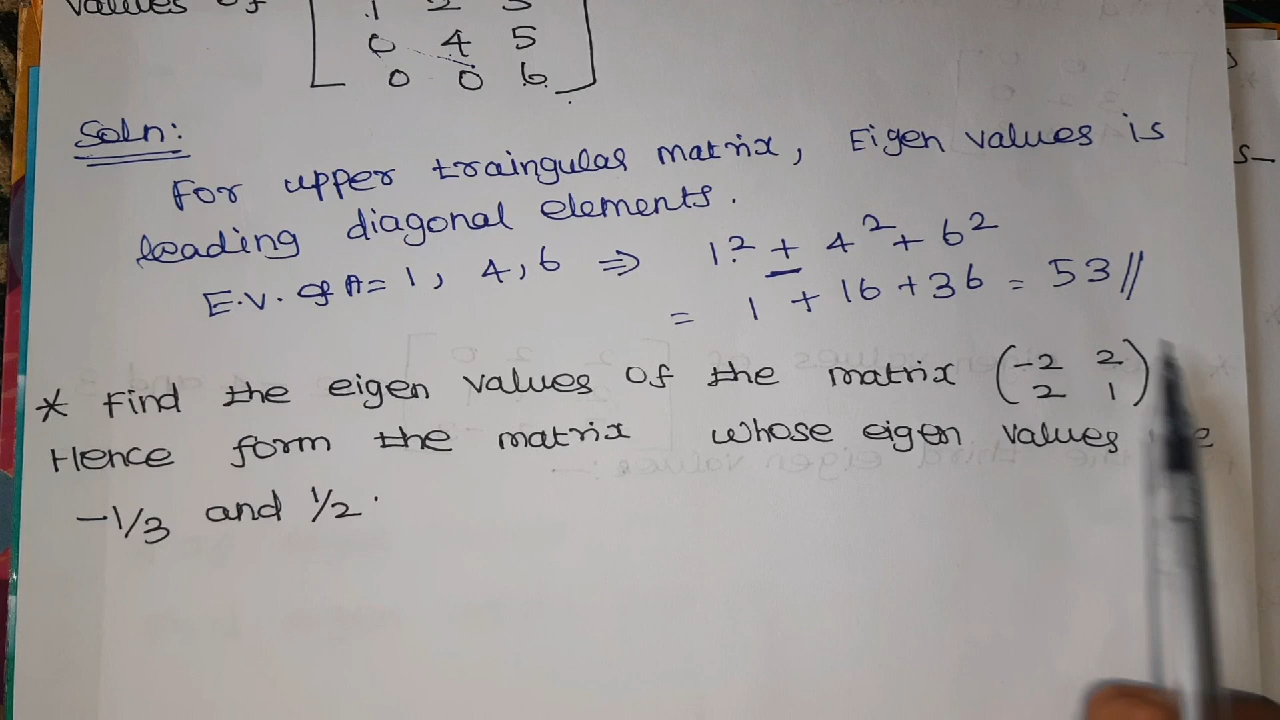 values of [ 1 2 3
0 4 5
0 0 6 ]
Soln:
For upper traingular matrix, Eigen values is
leading diagonal elements.
E.V. of A = 1, 4, 6 ⇒ 1² + 4² + 6²
= 1 + 16 + 36 = 53 //
* Find the eigen values of the matrix ( -2 2
2 1 )
Hence form the matrix whose eigen values
-1/3 and 1/2.
s-